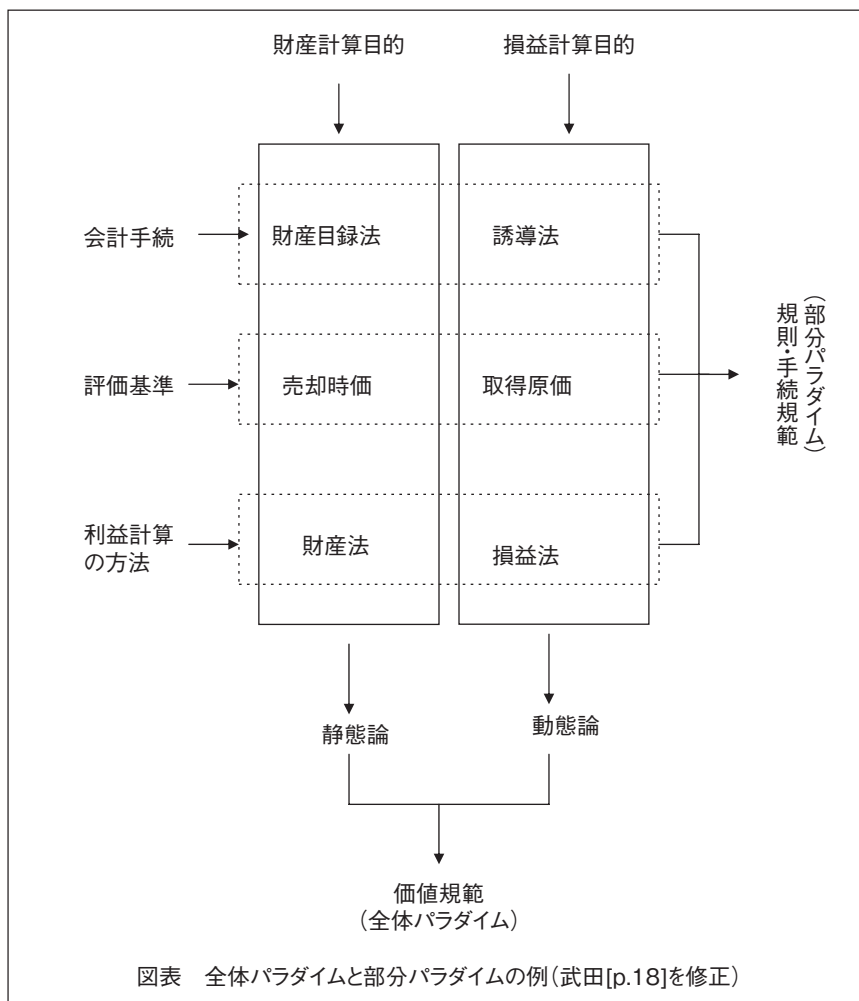 財産計算目的
損益計算目的
会計手続
財産目録法
誘導法
評価基準
売却時価
取得原価
利益計算
の方法
財産法
損益法
規則・手続規範
(部分パラダイム)
静態論
動態論
価値規範
(全体パラダイム)
図表 全体パラダイムと部分パラダイムの例(武田[p.18]を修正)